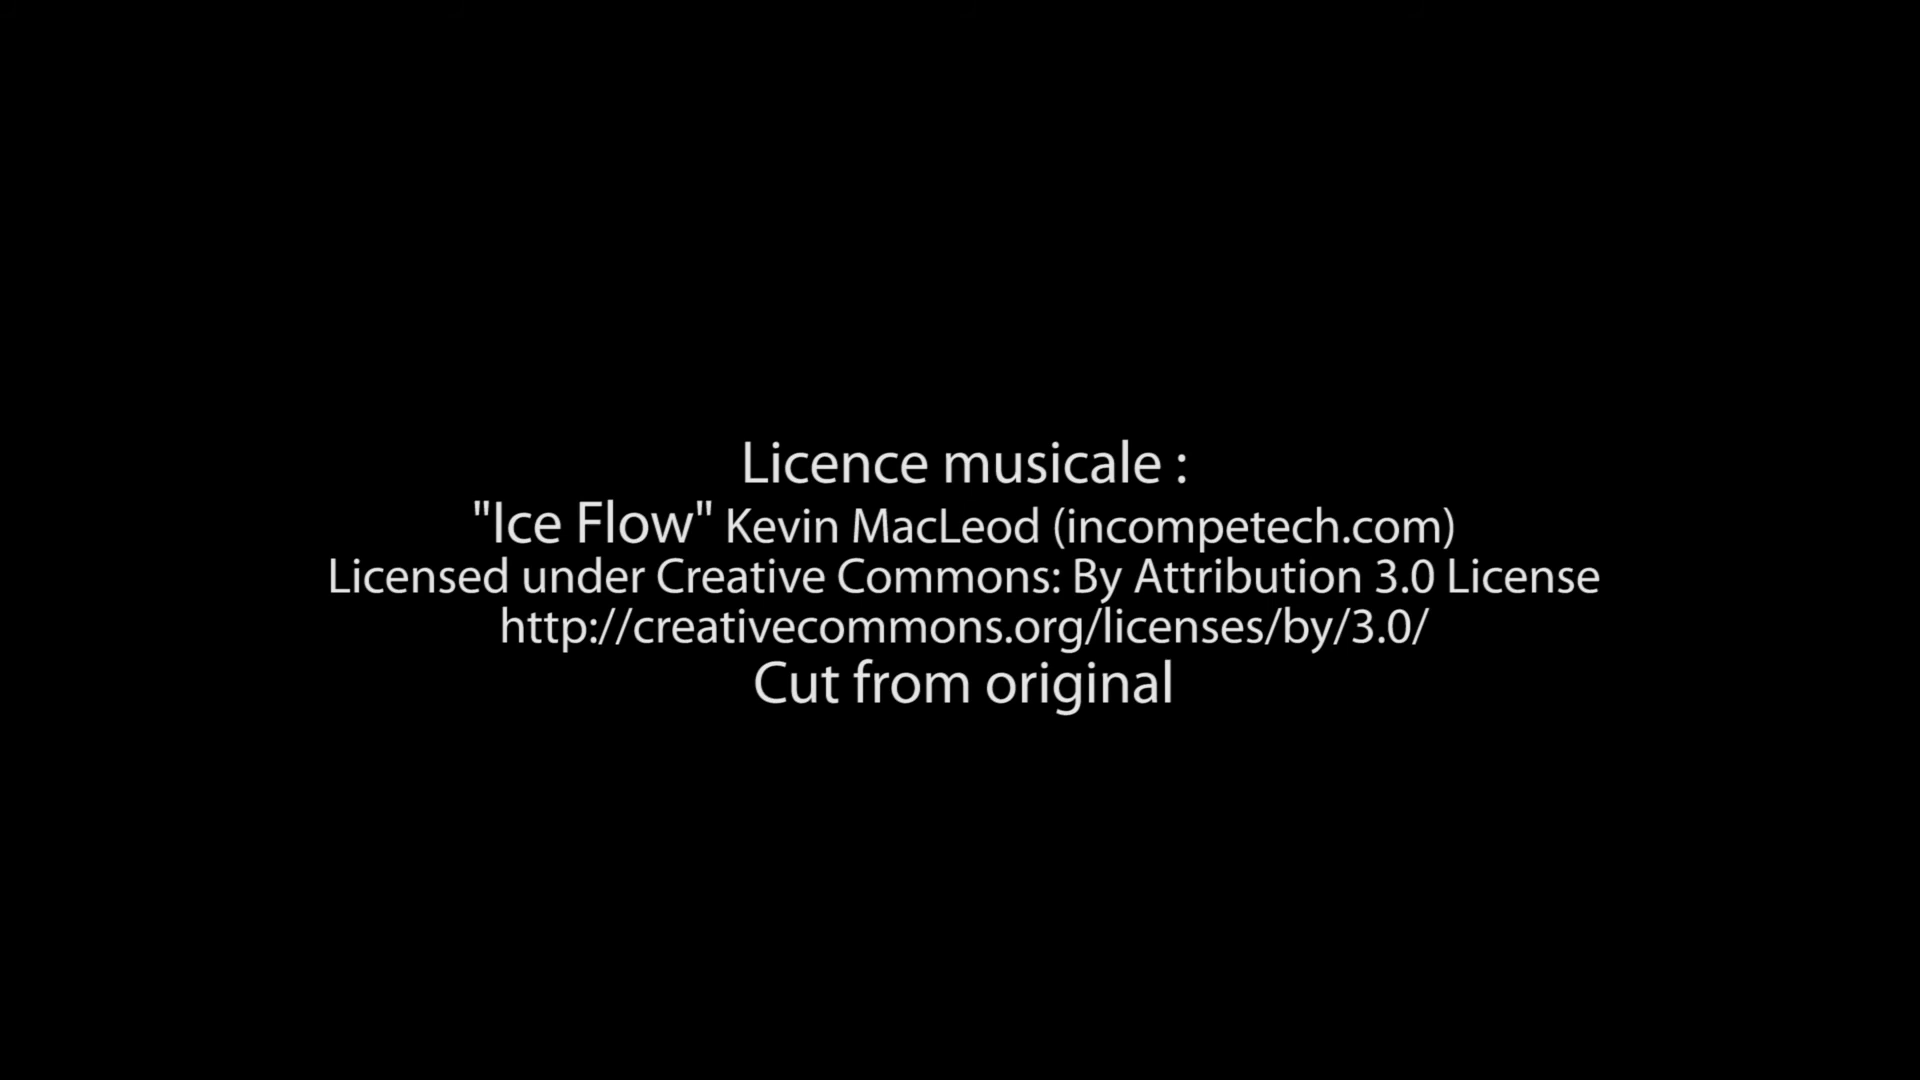 Licence musicale :
"Ice Flow" Kevin MacLeod (incompetech.com)
Licensed under Creative Commons: By Attribution 3.0 License
http://creativecommons.org/licenses/by/3.0/
Cut from original